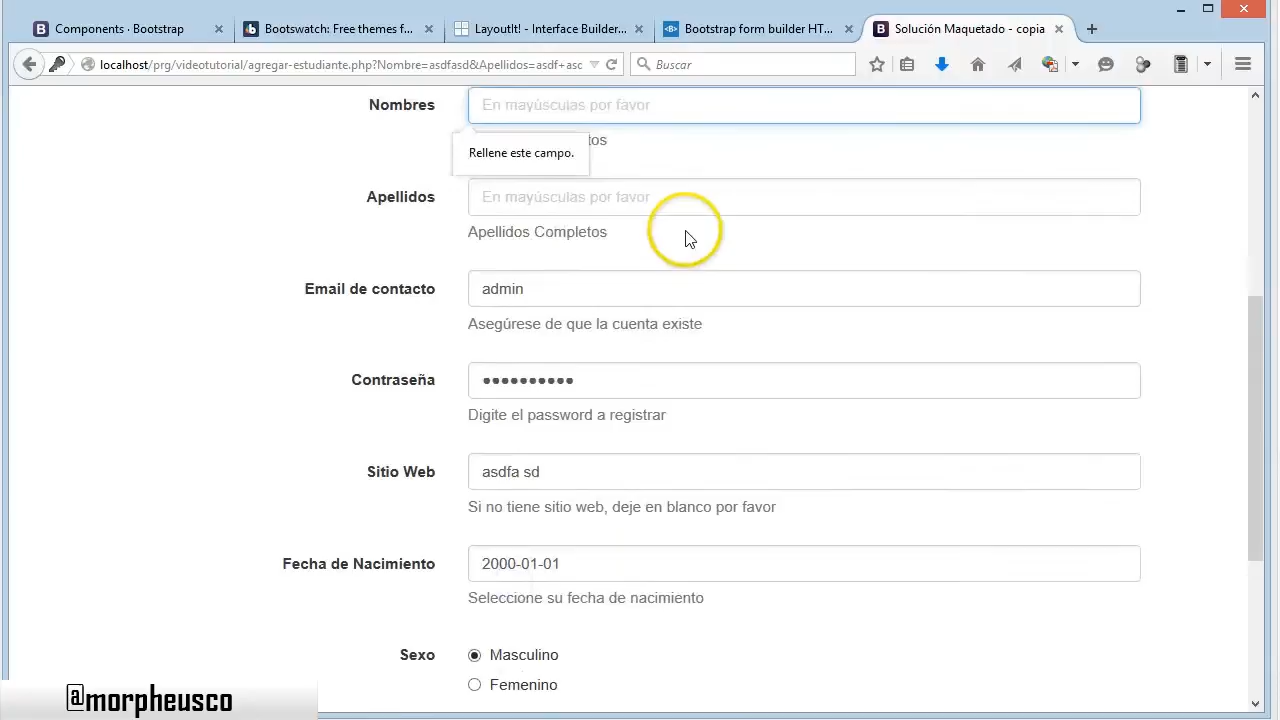 Components · Bootstrap
Bootswatch: Free themes f...
LayoutIt! - Interface Builder...
Bootstrap form builder HT...
Solución Maquetado - copia
localhost/prg/videotutorial/agregar-estudiante.php?Nombre=asdfasd&Apellidos=asdf+asc
Buscar
Nombres
En mayúsculas por favor
tos
Rellene este campo.
Apellidos
En mayúsculas por favor
Apellidos Completos
Email de contacto
admin
Asegúrese de que la cuenta existe
Contraseña
••••••••••
Digite el password a registrar
Sitio Web
asdfa sd
Si no tiene sitio web, deje en blanco por favor
Fecha de Nacimiento
2000-01-01
Seleccione su fecha de nacimiento
Sexo
Masculino
Femenino
@morpheusco